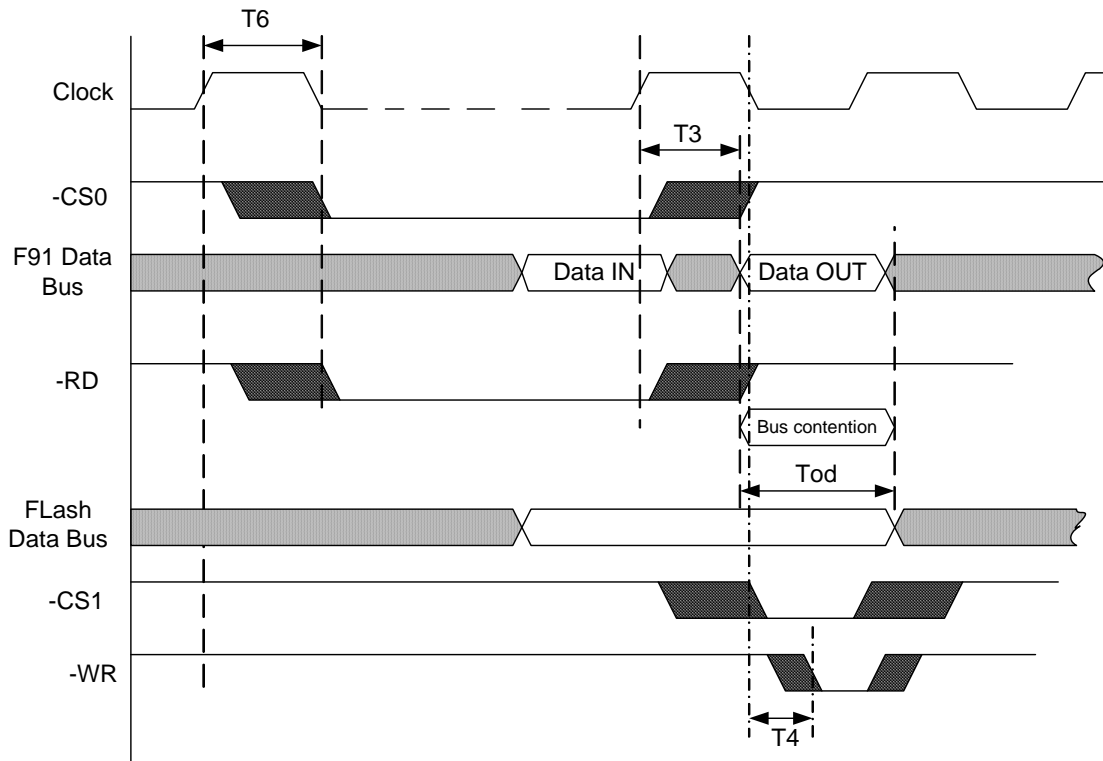 T6
Clock
T3
-CS0
F91 Data
Bus
Data IN
Data OUT
-RD
Bus contention
Tod
FLash
Data Bus
-CS1
-WR
T4